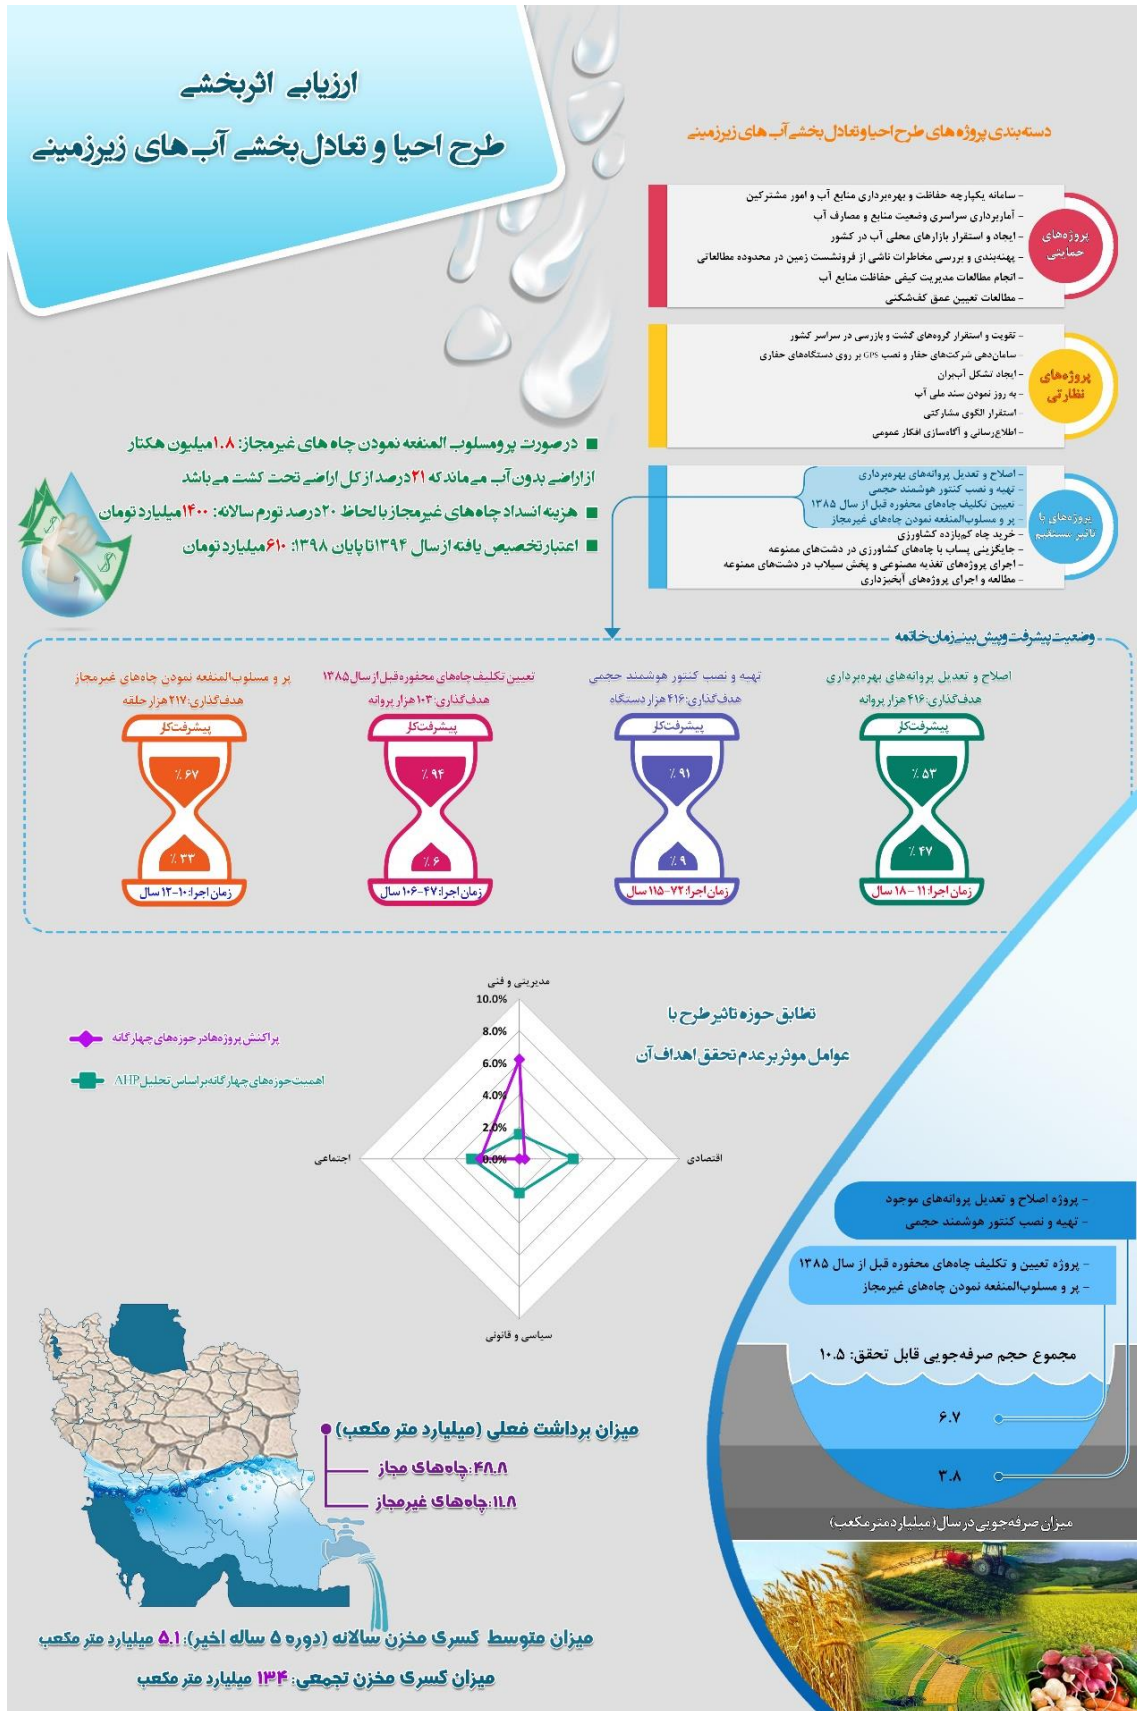 ارزیابی اثربخشی
طرح احیا و تعادل‌بخشی آب‌های زیرزمینی
دسته‌بندی پروژه های طرح احیا و تعادل بخشی آب های زیرزمینی
پروژه‌های
حمایتی
- سامانه یکپارچه حفاظت و بهره‌برداری منابع آب و امور مشترکین
- آماربرداری سراسری وضعیت منابع و مصارف آب
- ایجاد و استقرار بازارهای محلی آب در کشور
- پهنه‌بندی و بررسی مخاطرات ناشی از فرونشست زمین در محدوده مطالعاتی
- انجام مطالعات مدیریت کیفی حفاظت منابع آب
- مطالعات تعیین عمق کف‌شکنی
پروژه‌های
نظارتی
- تقویت و استقرار گروه‌های گشت و بازرسی در سراسر کشور
- سامان‌دهی شرکت‌های حفار و نصب GPS بر روی دستگاه‌های حفاری
- ایجاد تشکل آب‌بران
- به روز نمودن سند ملی آب
- استقرار الگوی مشارکتی
- اطلاع‌رسانی و آگاه‌سازی افکار عمومی
پروژه‌های با
تاثیر مستقیم
- اصلاح و تعدیل پروانه‌های بهره‌برداری
- تهیه و نصب کنتور هوشمند حجمی
- تعیین تکلیف چاه‌های محفوره قبل از سال ۱۳۸۵
- پر و مسلوب‌المنفعه نمودن چاه‌های غیرمجاز
- خرید چاه کم‌بازده کشاورزی
- جایگزینی پساب با چاه‌های کشاورزی در دشت‌های ممنوعه
- اجرای پروژه‌های تغذیه مصنوعی و پخش سیلاب در دشت‌های ممنوعه
- مطالعه و اجرای پروژه‌های آبخیزداری
■ درصورت پرومسلوب المنفعه نمودن چاه های غیرمجاز: ۱.۸ میلیون هکتار
از اراضی بدون آب می‌ماند که ۲۱ درصد از کل اراضی تحت کشت می‌باشد
■ هزینه انسداد چاه‌های غیرمجاز با لحاظ ۲۰ درصد تورم سالانه: ۱۴۰۰ میلیارد تومان
■ اعتبار تخصیص یافته از سال ۱۳۹۴ تا پایان ۱۳۹۸: ۶۱۰ میلیارد تومان
وضعیت پیشرفت و پیش بینی زمان خاتمه
اصلاح و تعدیل پروانه‌های بهره‌برداری
هدف‌گذاری: ۴۱۶ هزار پروانه
پیشرفت کار
٪ ۵۳
٪ ۴۷
زمان اجرا: ۱۱ - ۱۸ سال
تهیه و نصب کنتور هوشمند حجمی
هدف‌گذاری: ۴۱۶ هزار دستگاه
پیشرفت کار
٪ ۹۱
٪ ۹
زمان اجرا: ۷۲-۱۱۵ سال
تعیین تکلیف چاه‌های محفوره قبل از سال ۱۳۸۵
هدف‌گذاری: ۱۰۳ هزار پروانه
پیشرفت کار
٪ ۹۴
٪ ۶
زمان اجرا: ۴۷-۱۰۶ سال
پر و مسلوب‌المنفعه نمودن چاه‌های غیرمجاز
هدف‌گذاری: ۲۱۷ هزار حلقه
پیشرفت کار
٪ ۶۷
٪ ۳۳
زمان اجرا: ۱۰-۱۲ سال
تطابق حوزه تاثیر طرح با
عوامل موثر بر عدم تحقق اهداف آن
مدیریتی و فنی
10.0%
8.0%
6.0%
4.0%
2.0%
0.0%
اقتصادی
اجتماعی
سیاسی و قانونی
پراکنش پروژه‌ها در حوزه‌های چهارگانه
اهمیت حوزه‌های چهارگانه بر اساس تحلیل AHP
- پروژه اصلاح و تعدیل پروانه‌های موجود
- تهیه و نصب کنتور هوشمند حجمی
- پروژه تعیین و تکلیف چاه‌های محفوره قبل از سال ۱۳۸۵
- پر و مسلوب‌المنفعه نمودن چاه‌های غیرمجاز
مجموع حجم صرفه‌جویی قابل تحقق: ۱۰.۵
۶.۷
۳.۸
میزان صرفه‌جویی در سال (میلیارد متر مکعب)
میزان برداشت فعلی (میلیارد متر مکعب)
۴۸.۸: چاه‌های مجاز
۱۱.۸: چاه‌های غیرمجاز
میزان متوسط کسری مخزن سالانه (دوره ۵ ساله اخیر): ۵.۱ میلیارد متر مکعب
میزان کسری مخزن تجمعی: ۱۳۴ میلیارد متر مکعب